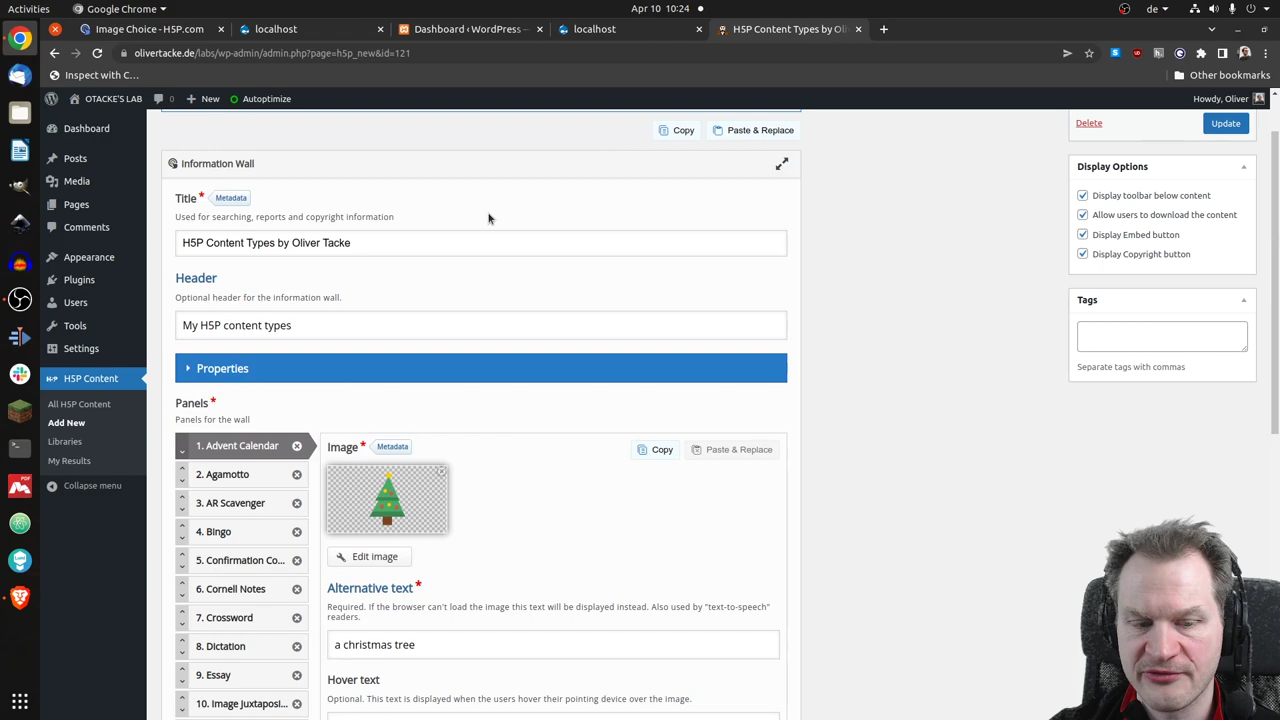 Activities
Google Chrome
Apr 10 10:24
de
Image Choice - H5P.com
localhost
Dashboard ‹ WordPress —
localhost
H5P Content Types by Oli
olivertacke.de/labs/wp-admin/admin.php?page=h5p_new&id=121
Inspect with C...
Other bookmarks
OTACKE'S LAB
0
New
Autoptimize
Howdy, Oliver
Dashboard
Posts
Media
Pages
Comments
Appearance
Plugins
Users
Tools
Settings
H5P Content
All H5P Content
Add New
Libraries
My Results
Collapse menu
Copy
Paste & Replace
Information Wall
Title * Metadata
Used for searching, reports and copyright information
H5P Content Types by Oliver Tacke
Header
Optional header for the information wall.
My H5P content types
Properties
Panels *
Panels for the wall
1. Advent Calendar
2. Agamotto
3. AR Scavenger
4. Bingo
5. Confirmation Co...
6. Cornell Notes
7. Crossword
8. Dictation
9. Essay
10. Image Juxtaposi...
Image * Metadata
Copy
Paste & Replace
Edit image
Alternative text *
Required. If the browser can't load the image this text will be displayed instead. Also used by "text-to-speech"
readers.
a christmas tree
Hover text
Optional. This text is displayed when the users hover their pointing device over the image.
Delete
Update
Display Options
Display toolbar below content
Allow users to download the content
Display Embed button
Display Copyright button
Tags
Separate tags with commas